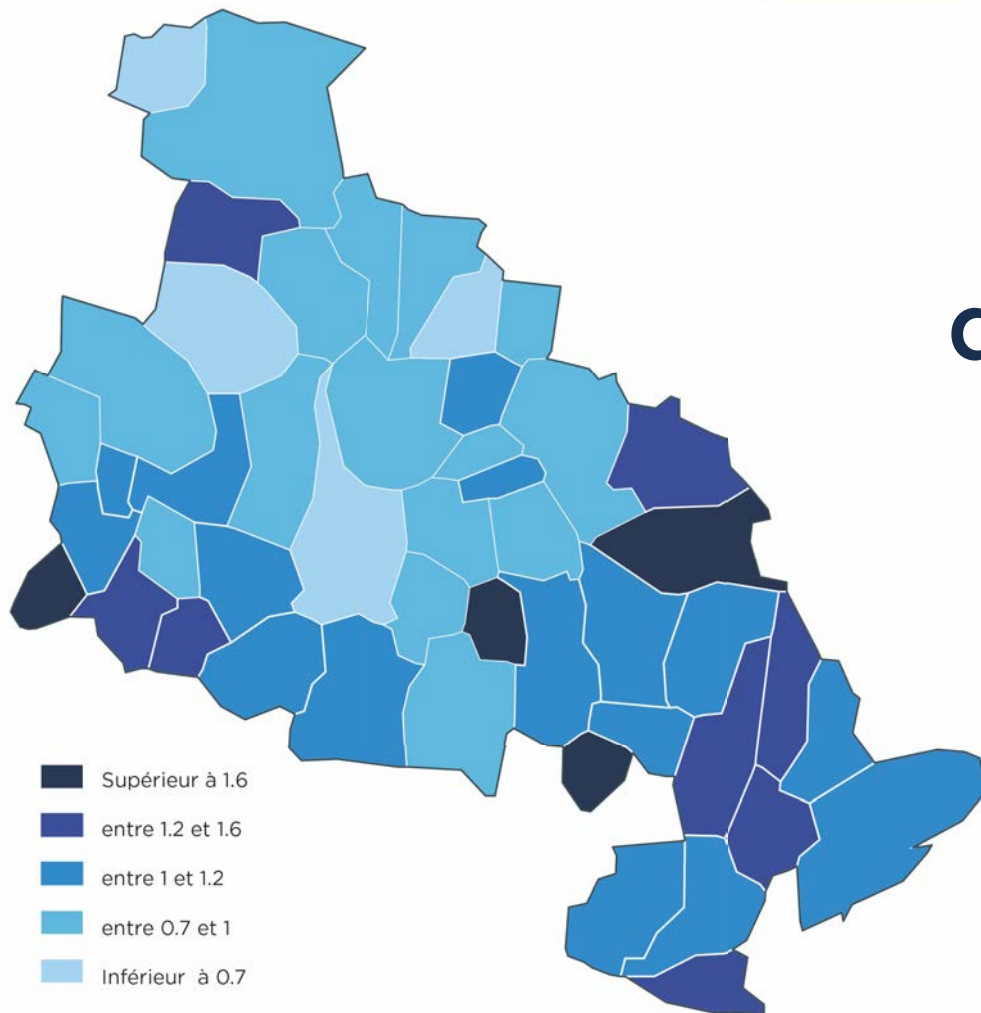 C
Supérieur à 1.6
entre 1.2 et 1.6
entre 1 et 1.2
entre 0.7 et 1
Inférieur à 0.7